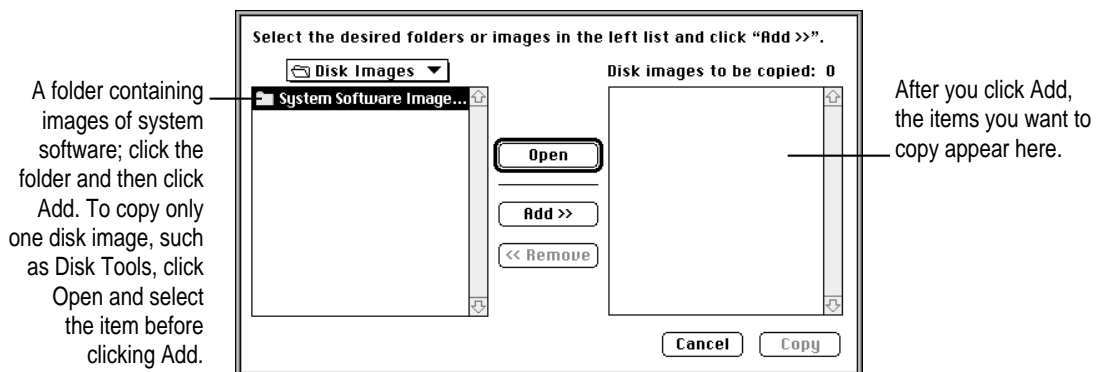 Select the desired folders or images in the left list and click “Add >>”.
Disk Images
Disk images to be copied: 0
System Software Image...
Open
Add >>
<< Remove
Cancel
Copy
A folder containing
images of system
software; click the
folder and then click
Add. To copy only
one disk image, such
as Disk Tools, click
Open and select
the item before
clicking Add.
After you click Add,
the items you want to
copy appear here.